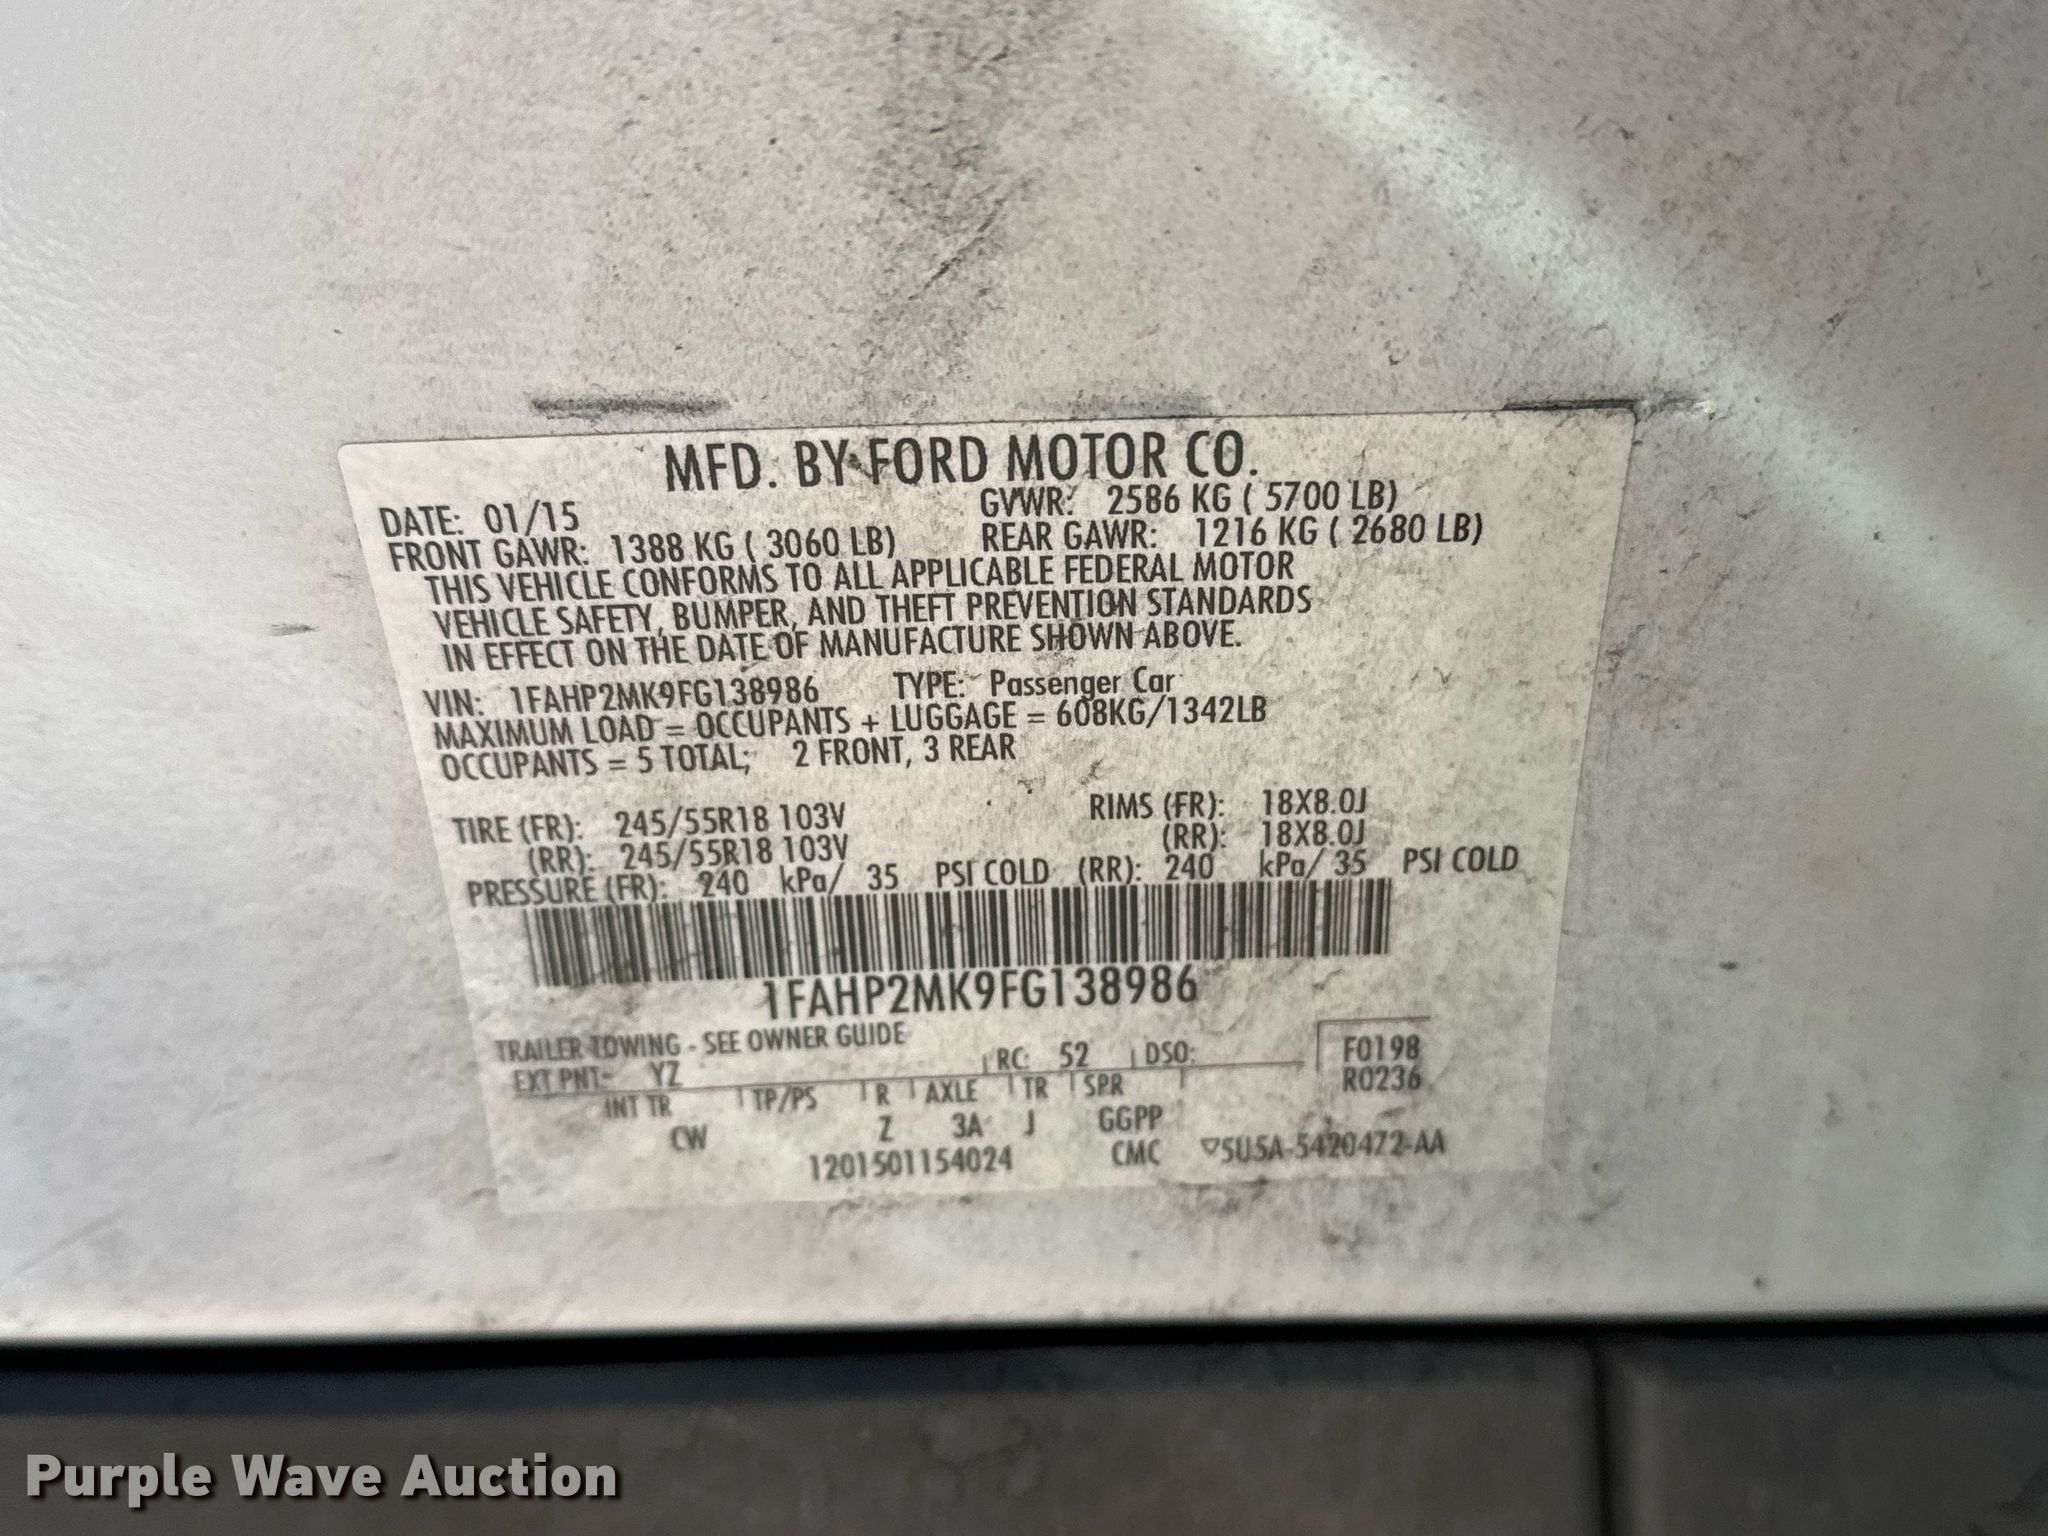 MFD. BY FORD MOTOR CO.
DATE: 01/15 GVWR: 2586 KG ( 5700 LB)
FRONT GAWR: 1388 KG ( 3060 LB) REAR GAWR: 1216 KG ( 2680 LB)
THIS VEHICLE CONFORMS TO ALL APPLICABLE FEDERAL MOTOR
VEHICLE SAFETY, BUMPER, AND THEFT PREVENTION STANDARDS
IN EFFECT ON THE DATE OF MANUFACTURE SHOWN ABOVE.
VIN: 1FAHP2MK9FG138986 TYPE: Passenger Car
MAXIMUM LOAD = OCCUPANTS + LUGGAGE = 608KG/1342LB
OCCUPANTS = 5 TOTAL; 2 FRONT, 3 REAR
TIRE (FR): 245/55R18 103V RIMS (FR): 18X8.0J
(RR): 245/55R18 103V (RR): 18X8.0J
PRESSURE (FR): 240 kPa/ 35 PSI COLD (RR): 240 kPa/ 35 PSI COLD
1FAHP2MK9FG138986
TRAILER TOWING - SEE OWNER GUIDE
EXT PNT: YZ RC: 52 DSO: F0198
INT TR TP/PS R AXLE TR SPR R0236
CW Z 3A J GGPP
1201501154024 CMC ▽5U5A-5420472-AA
Purple Wave Auction